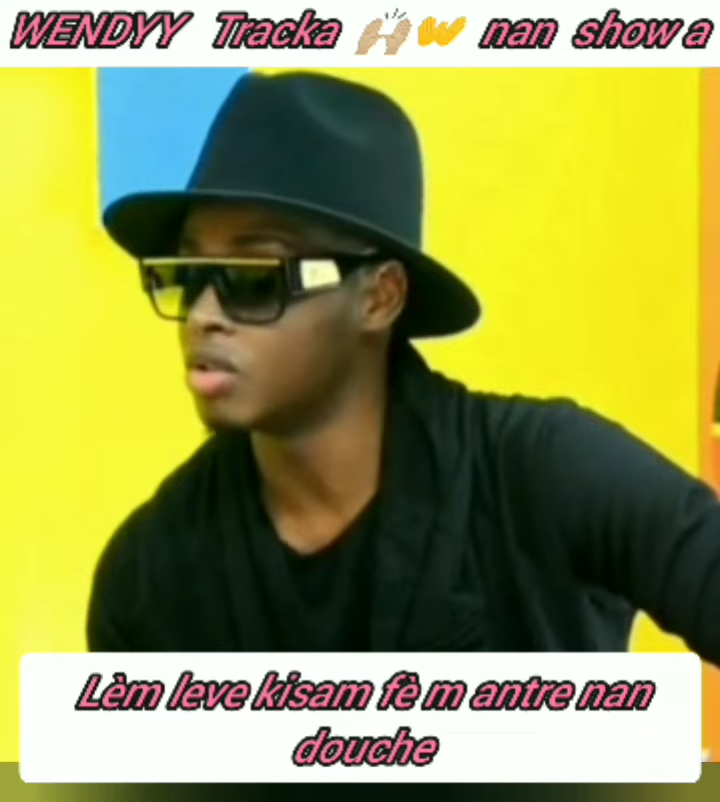 WENDYY Tracka 🙌🏼👐 nan show a
Lèm leve kisam fè m antre nan
douche